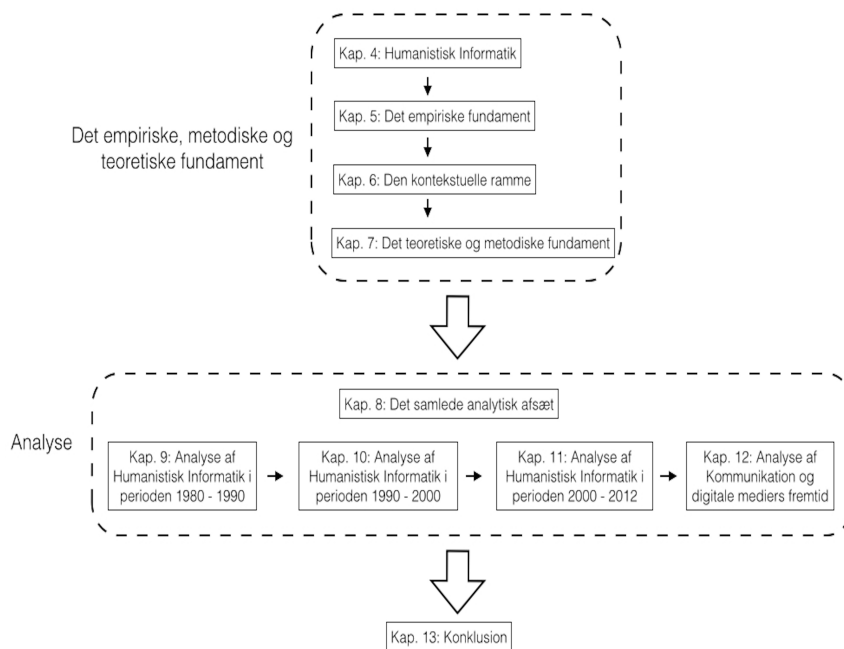 Kap. 4: Humanistisk Informatik
Kap. 5: Det empiriske fundament
Det empiriske, metodiske og
teoretiske fundament
Kap. 6: Den kontekstuelle ramme
Kap. 7: Det teoretiske og metodiske fundament
Kap. 8: Det samlede analytisk afsæt
Analyse
Kap. 9: Analyse af
Humanistisk Informatik i
perioden 1980 - 1990
Kap. 10: Analyse af
Humanistisk Informatik i
perioden 1990 - 2000
Kap. 11: Analyse af
Humanistisk Informatik i
perioden 2000 - 2012
Kap. 12: Analyse af
Kommunikation og
digitale mediers fremtid
Kap. 13: Konklusion